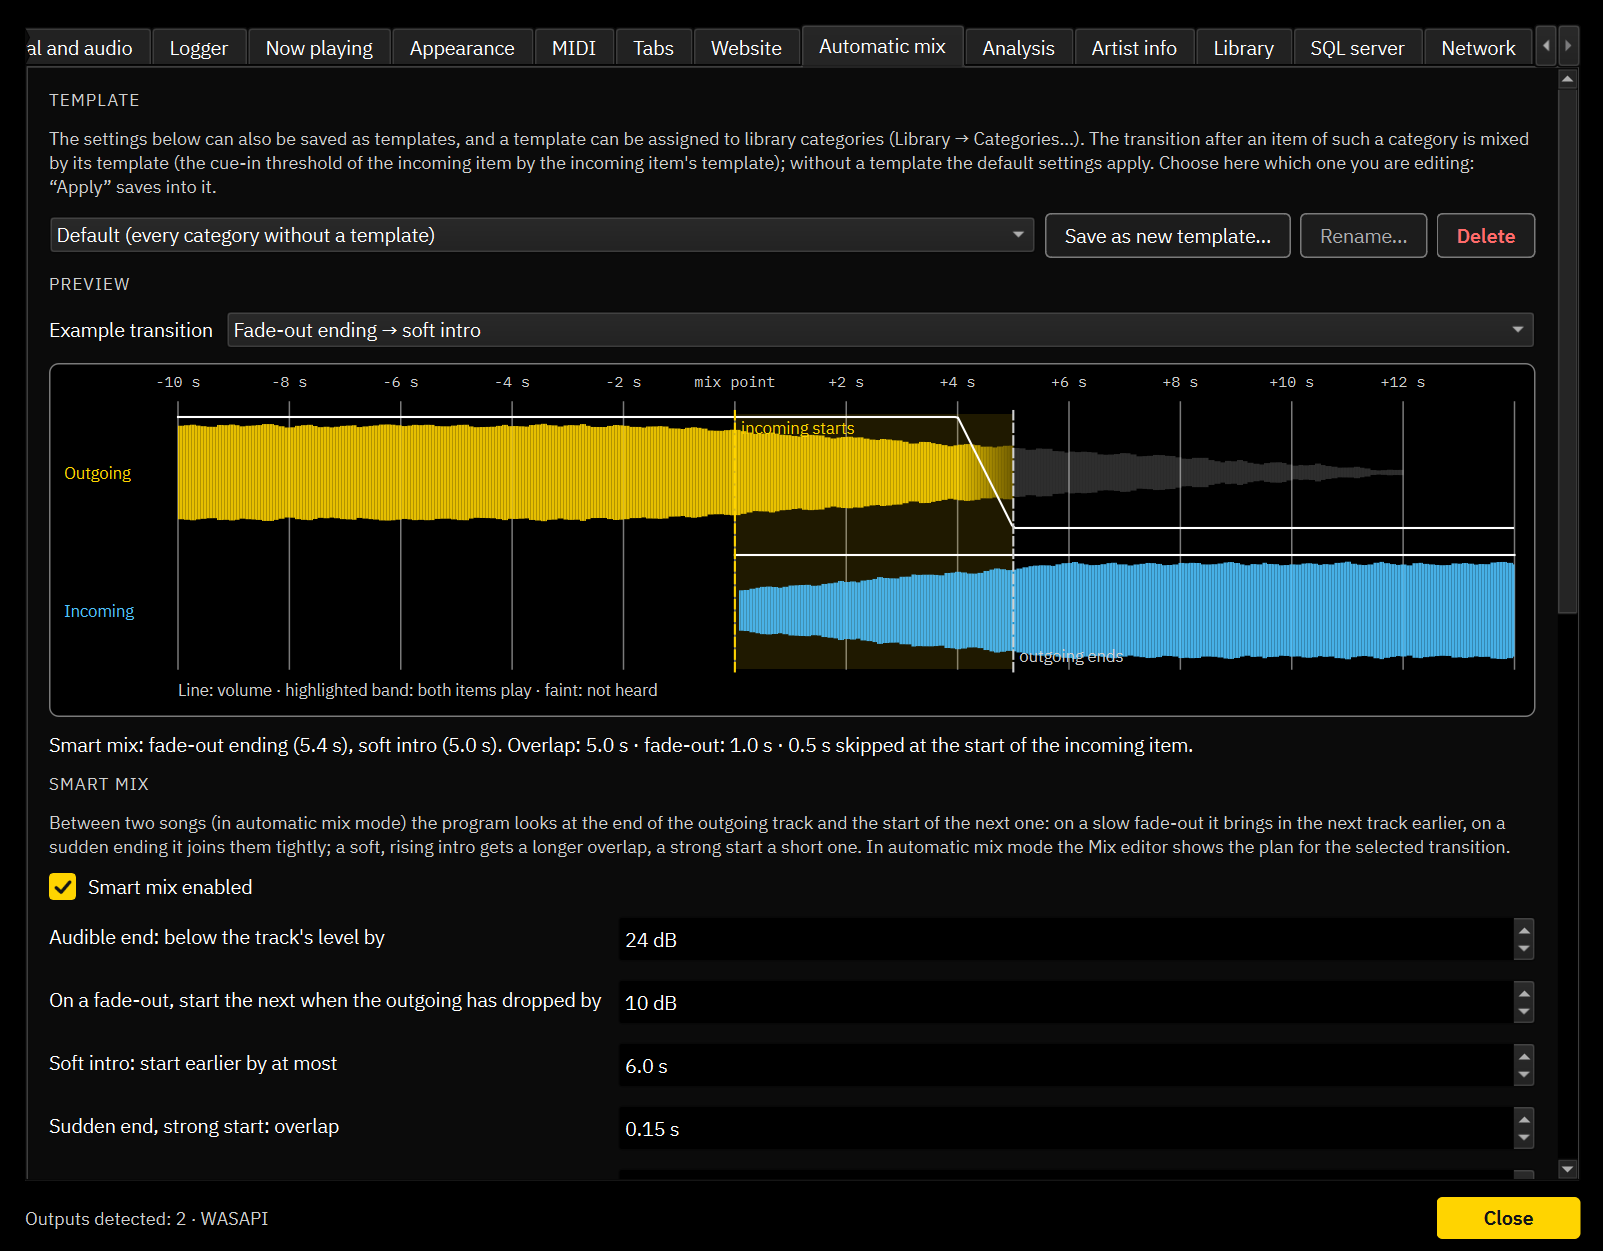 al and audio
Logger
Now playing
Appearance
MIDI
Tabs
Website
Automatic mix
Analysis
Artist info
Library
SQL server
Network
TEMPLATE
The settings below can also be saved as templates, and a template can be assigned to library categories (Library → Categories...). The transition after an item of such a category is mixed
by its template (the cue-in threshold of the incoming item by the incoming item's template); without a template the default settings apply. Choose here which one you are editing:
“Apply” saves into it.
Default (every category without a template)
Save as new template...
Rename...
Delete
PREVIEW
Example transition
Fade-out ending → soft intro
-10 s
-8 s
-6 s
-4 s
-2 s
mix point
+2 s
+4 s
+6 s
+8 s
+10 s
+12 s
incoming starts
Outgoing
Incoming
outgoing ends
Line: volume · highlighted band: both items play · faint: not heard
Smart mix: fade-out ending (5.4 s), soft intro (5.0 s). Overlap: 5.0 s · fade-out: 1.0 s · 0.5 s skipped at the start of the incoming item.
SMART MIX
Between two songs (in automatic mix mode) the program looks at the end of the outgoing track and the start of the next one: on a slow fade-out it brings in the next track earlier, on a
sudden ending it joins them tightly; a soft, rising intro gets a longer overlap, a strong start a short one. In automatic mix mode the Mix editor shows the plan for the selected transition.
Smart mix enabled
Audible end: below the track's level by
24 dB
On a fade-out, start the next when the outgoing has dropped by
10 dB
Soft intro: start earlier by at most
6.0 s
Sudden end, strong start: overlap
0.15 s
Outputs detected: 2 · WASAPI
Close